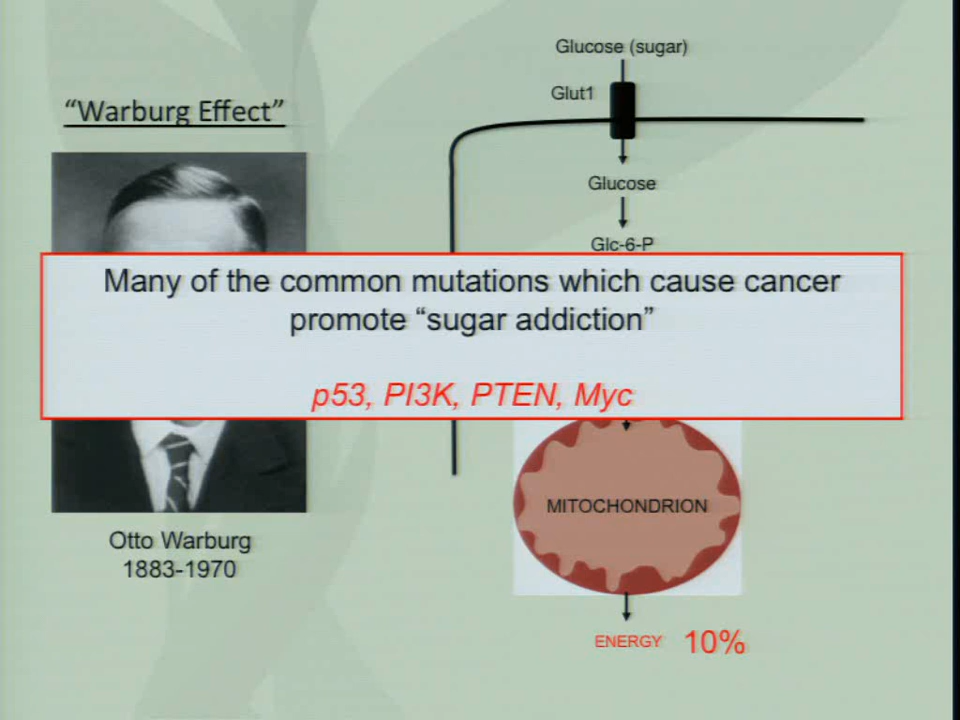 “Warburg Effect”
Glucose (sugar)
Glut1
Glucose
Glc-6-P
Many of the common mutations which cause cancer
promote “sugar addiction”
p53, PI3K, PTEN, Myc
MITOCHONDRION
Otto Warburg
1883-1970
ENERGY 10%